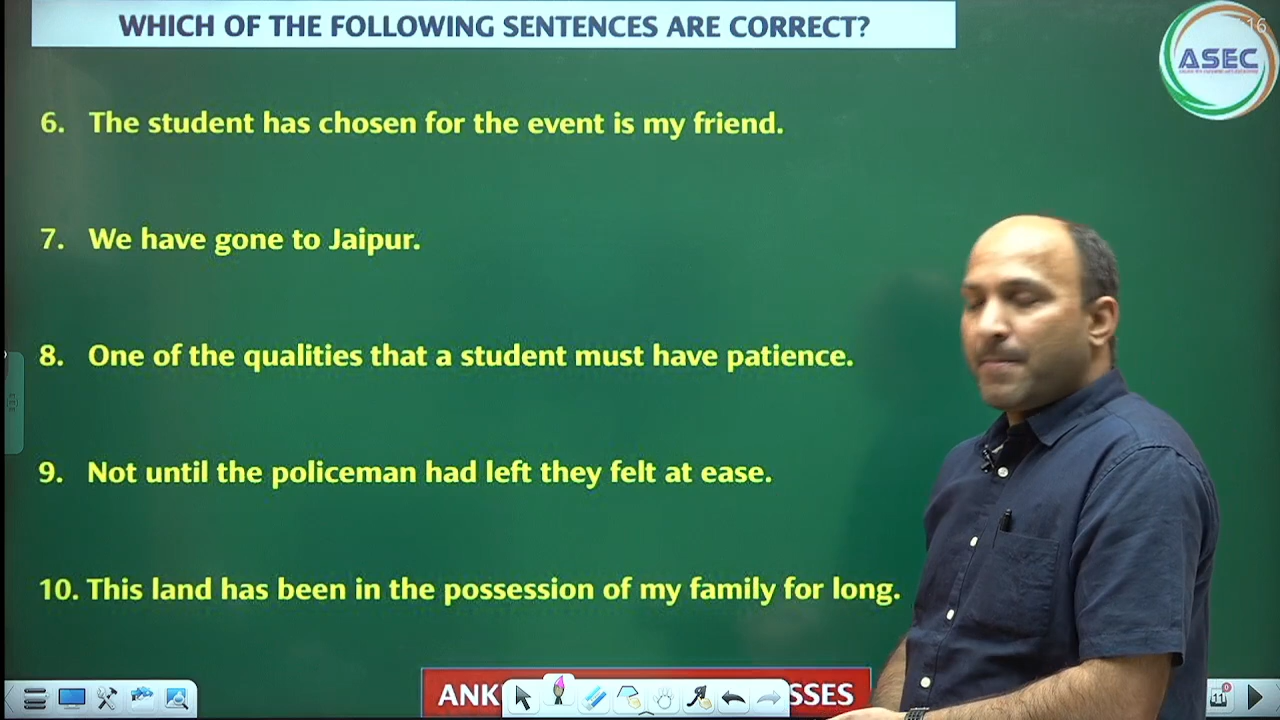 WHICH OF THE FOLLOWING SENTENCES ARE CORRECT?
16
ASEC
6. The student has chosen for the event is my friend.
7. We have gone to Jaipur.
8. One of the qualities that a student must have patience.
9. Not until the policeman had left they felt at ease.
10. This land has been in the possession of my family for long.
ANK
SSES
11